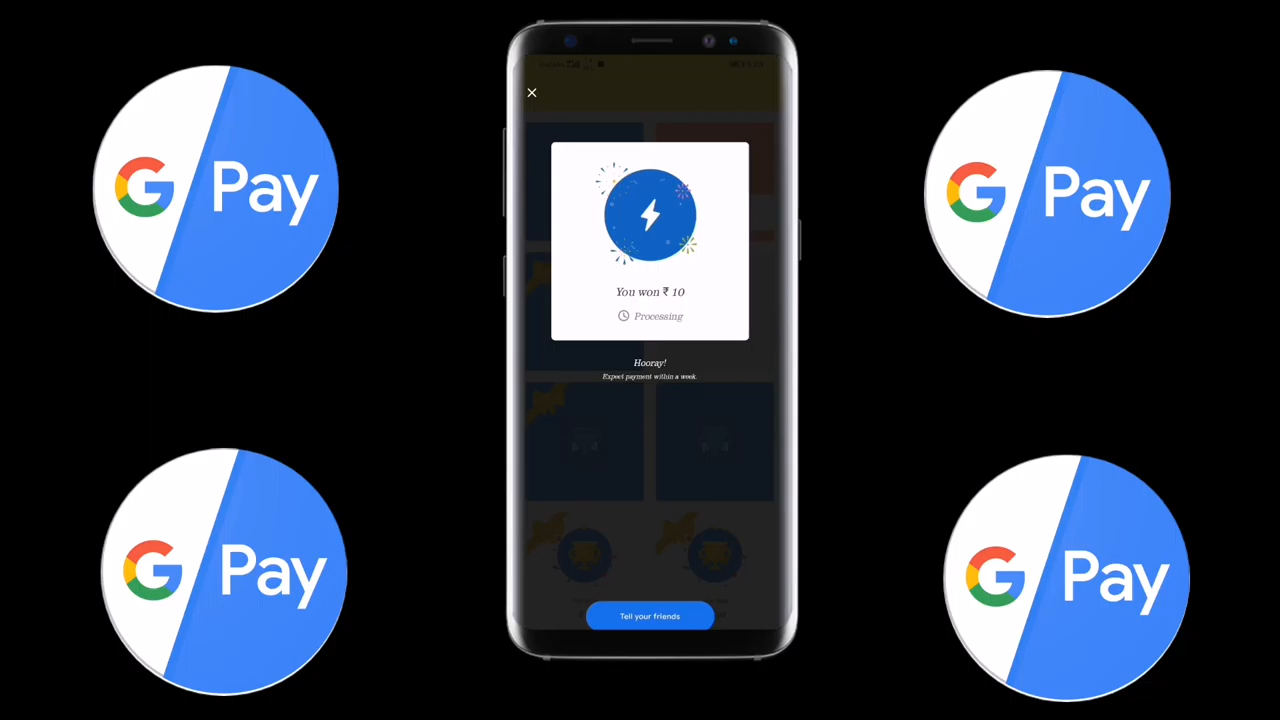 G Pay
G Pay
You won ₹ 10
Processing
Hooray!
Expect payment within a week.
Tell your friends
G Pay
G Pay